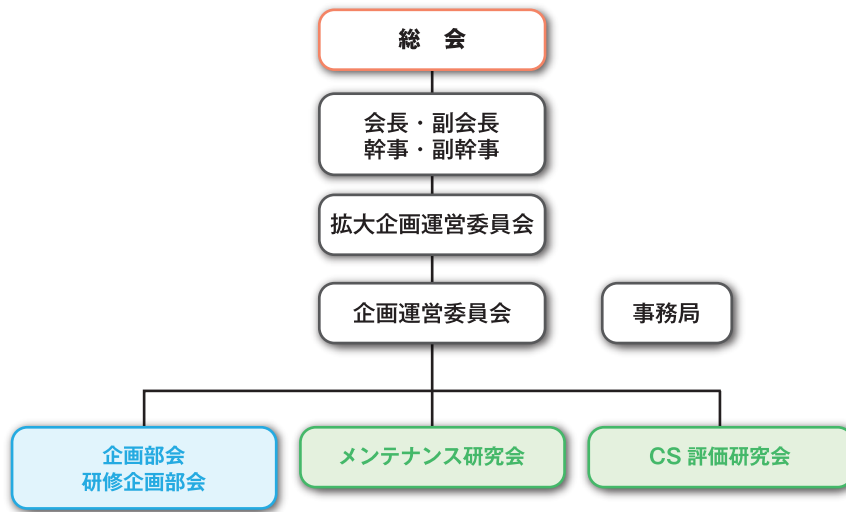 総　会
会長・副会長
幹事・副幹事
拡大企画運営委員会
企画運営委員会
事務局
企画部会
研修企画部会
メンテナンス研究会
CS 評価研究会